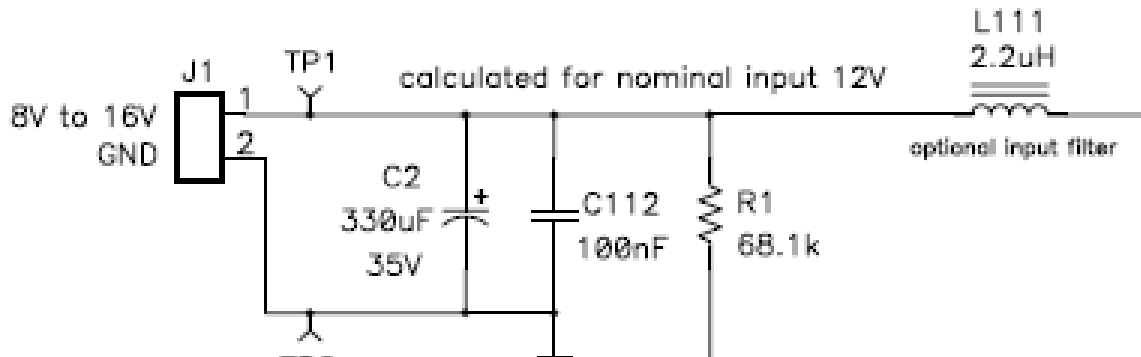 L111
2.2uH
J1
TP1
calculated for nominal input 12V
8V to 16V
1
GND
2
optional input filter
C2
+
330uF
35V
C112
100nF
R1
68.1k